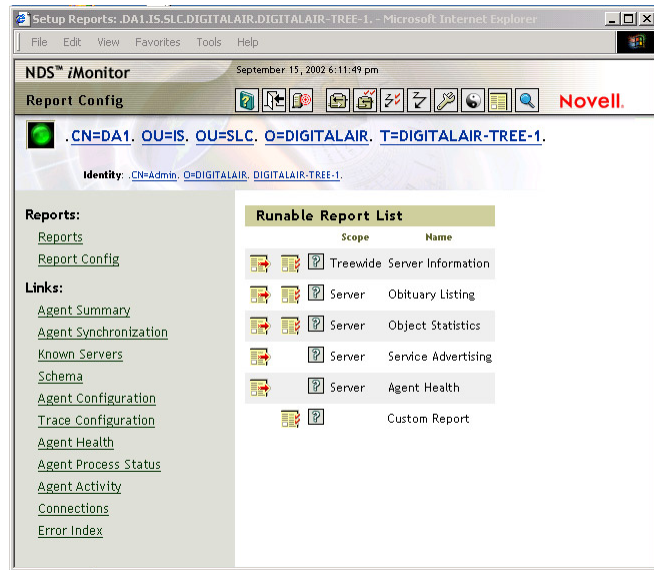 Setup Reports: .DA1.IS.SLC.DIGITALAIR.DIGITALAIR-TREE-1. - Microsoft Internet Explorer
File Edit View Favorites Tools Help
NDS™ iMonitor
September 15, 2002 6:11:49 pm
Report Config
Novell.
.CN=DA1. OU=IS. OU=SLC. O=DIGITALAIR. T=DIGITALAIR-TREE-1.
Identity: .CN=Admin. O=DIGITALAIR. DIGITALAIR-TREE-1.
Reports:
Reports
Report Config
Links:
Agent Summary
Agent Synchronization
Known Servers
Schema
Agent Configuration
Trace Configuration
Agent Health
Agent Process Status
Agent Activity
Connections
Error Index
Runable Report List
Scope Name
? Treewide Server Information
? Server Obituary Listing
? Server Object Statistics
? Server Service Advertising
? Server Agent Health
? Custom Report